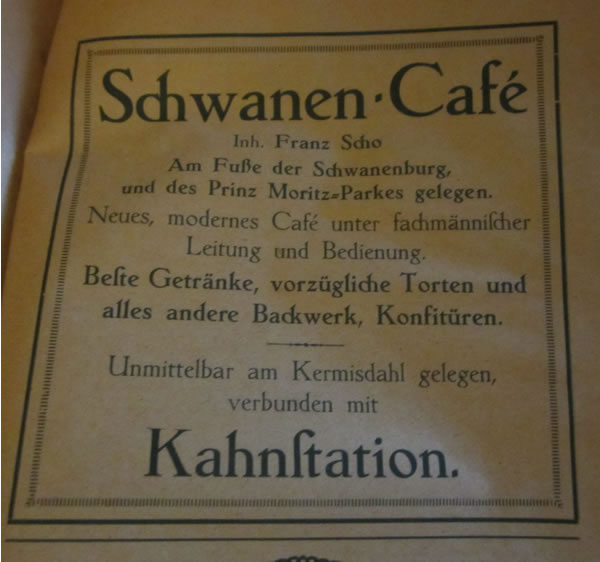 Schwanen-Café
Inh. Franz Scho
Am Fuße der Schwanenburg,
und des Prinz Moritz-Parkes gelegen.
Neues, modernes Café unter fachmänniſcher
Leitung und Bedienung.
Beſte Getränke, vorzügliche Torten und
alles andere Backwerk, Konfitüren.
Unmittelbar am Kermisdahl gelegen,
verbunden mit
Kahnſtation.